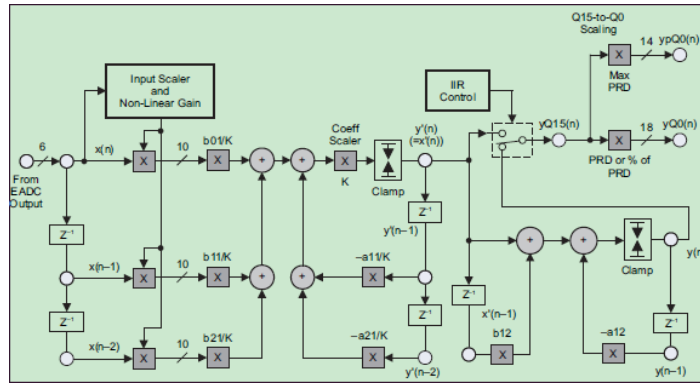 Q15-to-Q0
Scaling
14
ypQ0(n)
X
Max
PRD
Input Scaler
and
Non-Linear Gain
IIR
Control
6
x(n)
X
10
b01/K
X
+
+
Coeff
Scaler
X
K
Clamp
y'(n)
(=x'(n))
yQ15(n)
X
18
yQ0(n)
PRD or % of
PRD
From
EADC
Output
Z⁻¹
Z⁻¹
y'(n–1)
x(n–1)
X
10
b11/K
X
+
+
–a11/K
X
+
+
Clamp
Z⁻¹
Z⁻¹
Z⁻¹
x'(n–1)
Z⁻¹
x(n–2)
X
10
b21/K
X
–a21/K
X
y'(n–2)
b12
X
–a12
X
y(n–1)